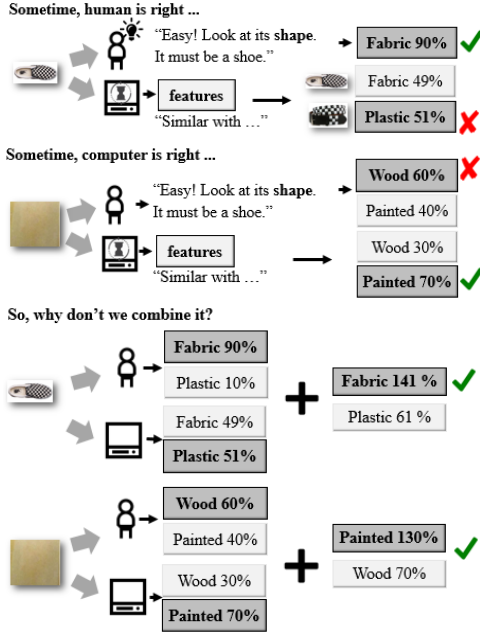 Sometime, human is right ...
“Easy! Look at its shape.
It must be a shoe.”
Fabric 90%
features
“Similar with …”
Fabric 49%
Plastic 51%
Sometime, computer is right ...
“Easy! Look at its shape.
It must be a shoe.”
Wood 60%
Painted 40%
features
“Similar with …”
Wood 30%
Painted 70%
So, why don’t we combine it?
Fabric 90%
Plastic 10%
Fabric 49%
Plastic 51%
Fabric 141 %
Plastic 61 %
Wood 60%
Painted 40%
Wood 30%
Painted 70%
Painted 130%
Wood 70%